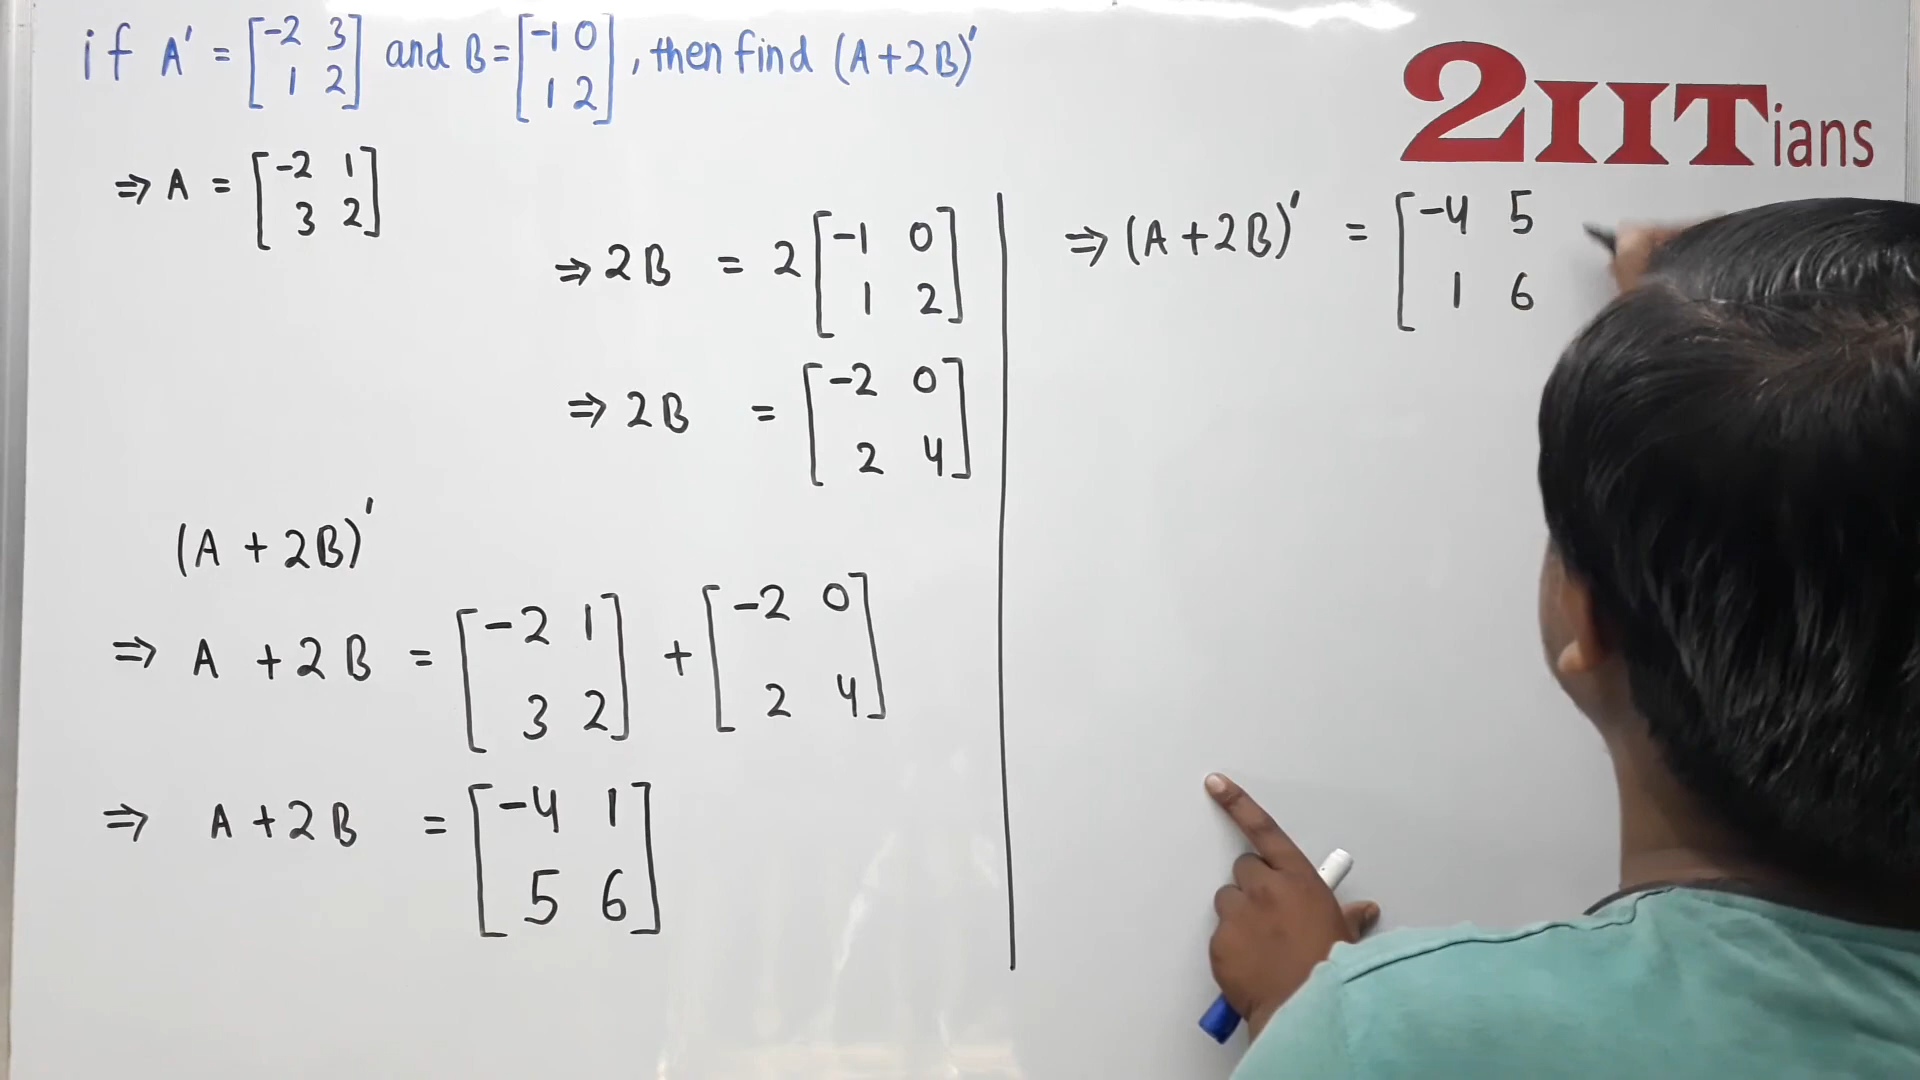 if A' = [-2 3 1 2] and B = [-1 0 1 2], then find (A+2B)'
2IITians
⇒ A = [-2 1 3 2]
⇒ 2B = 2 [-1 0 1 2]
⇒ 2B = [-2 0 2 4]
(A + 2B)'
⇒ A + 2B = [-2 1 3 2] + [-2 0 2 4]
⇒ A + 2B = [-4 1 5 6]
⇒ (A + 2B)' = [-4 5 1 6